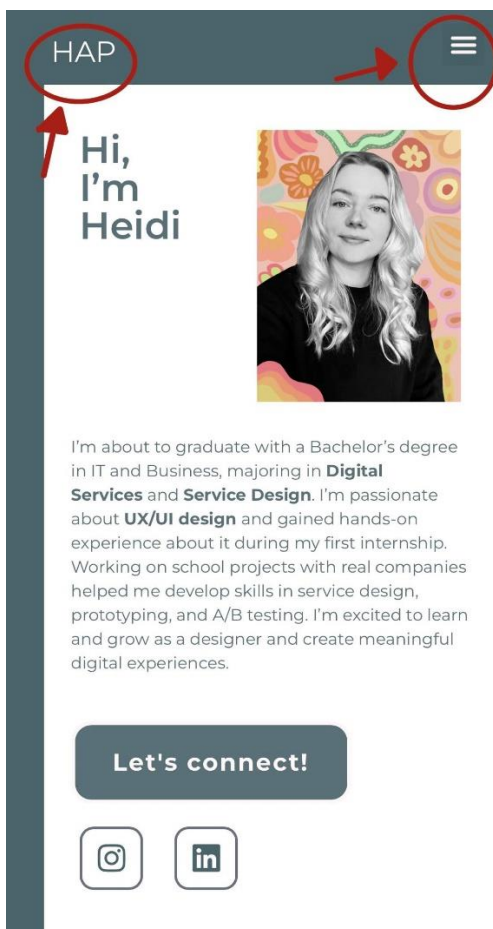 HAP
Hi,
I'm
Heidi
I'm about to graduate with a Bachelor's degree
in IT and Business, majoring in Digital
Services and Service Design. I'm passionate
about UX/UI design and gained hands-on
experience about it during my first internship.
Working on school projects with real companies
helped me develop skills in service design,
prototyping, and A/B testing. I'm excited to learn
and grow as a designer and create meaningful
digital experiences.
Let's connect!
in